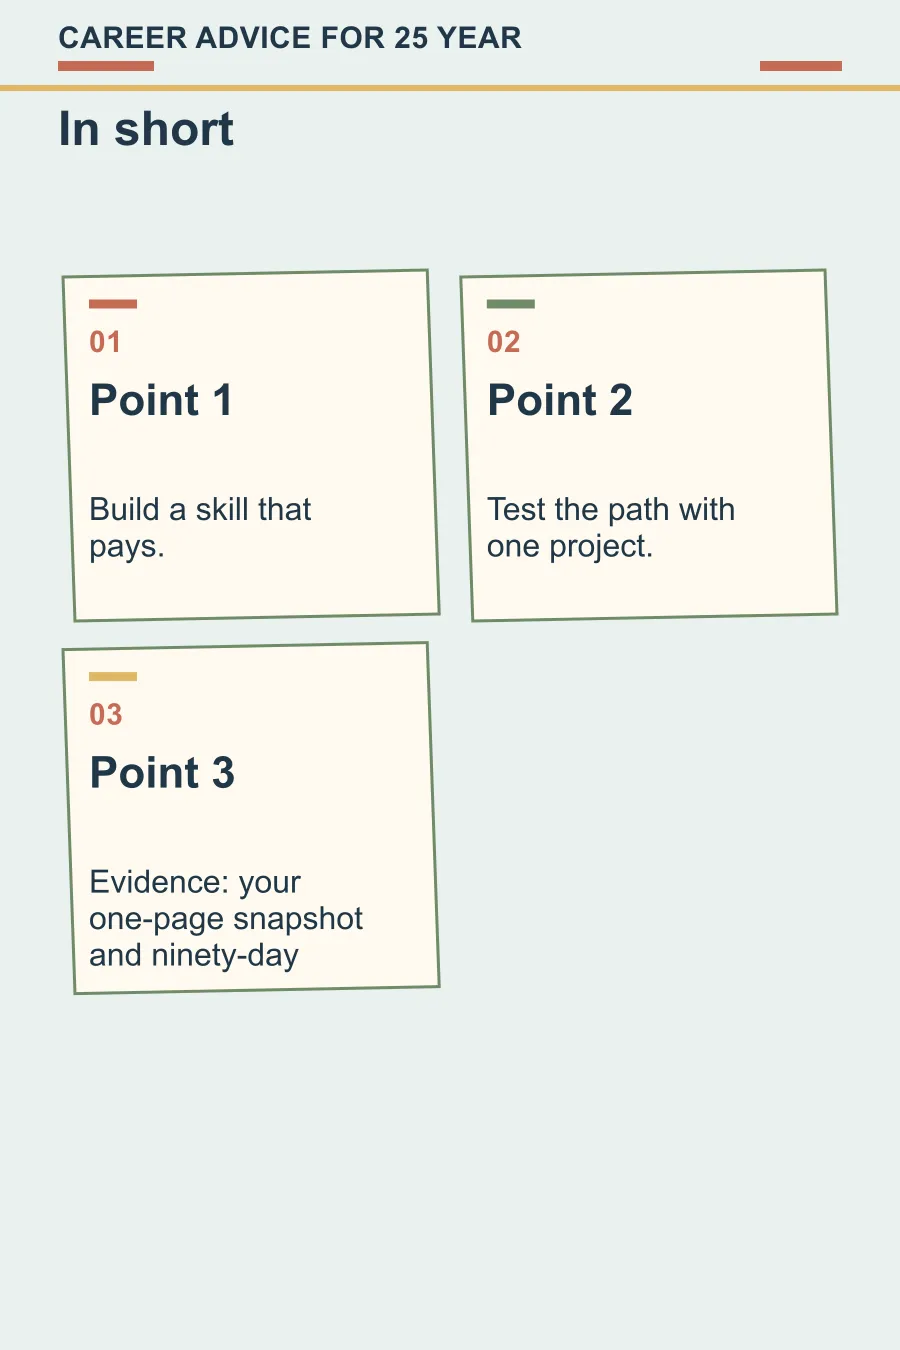 CAREER ADVICE FOR 25 YEAR
In short
01
Point 1
Build a skill that
pays.
02
Point 2
Test the path with
one project.
03
Point 3
Evidence: your
one-page snapshot
and ninety-day